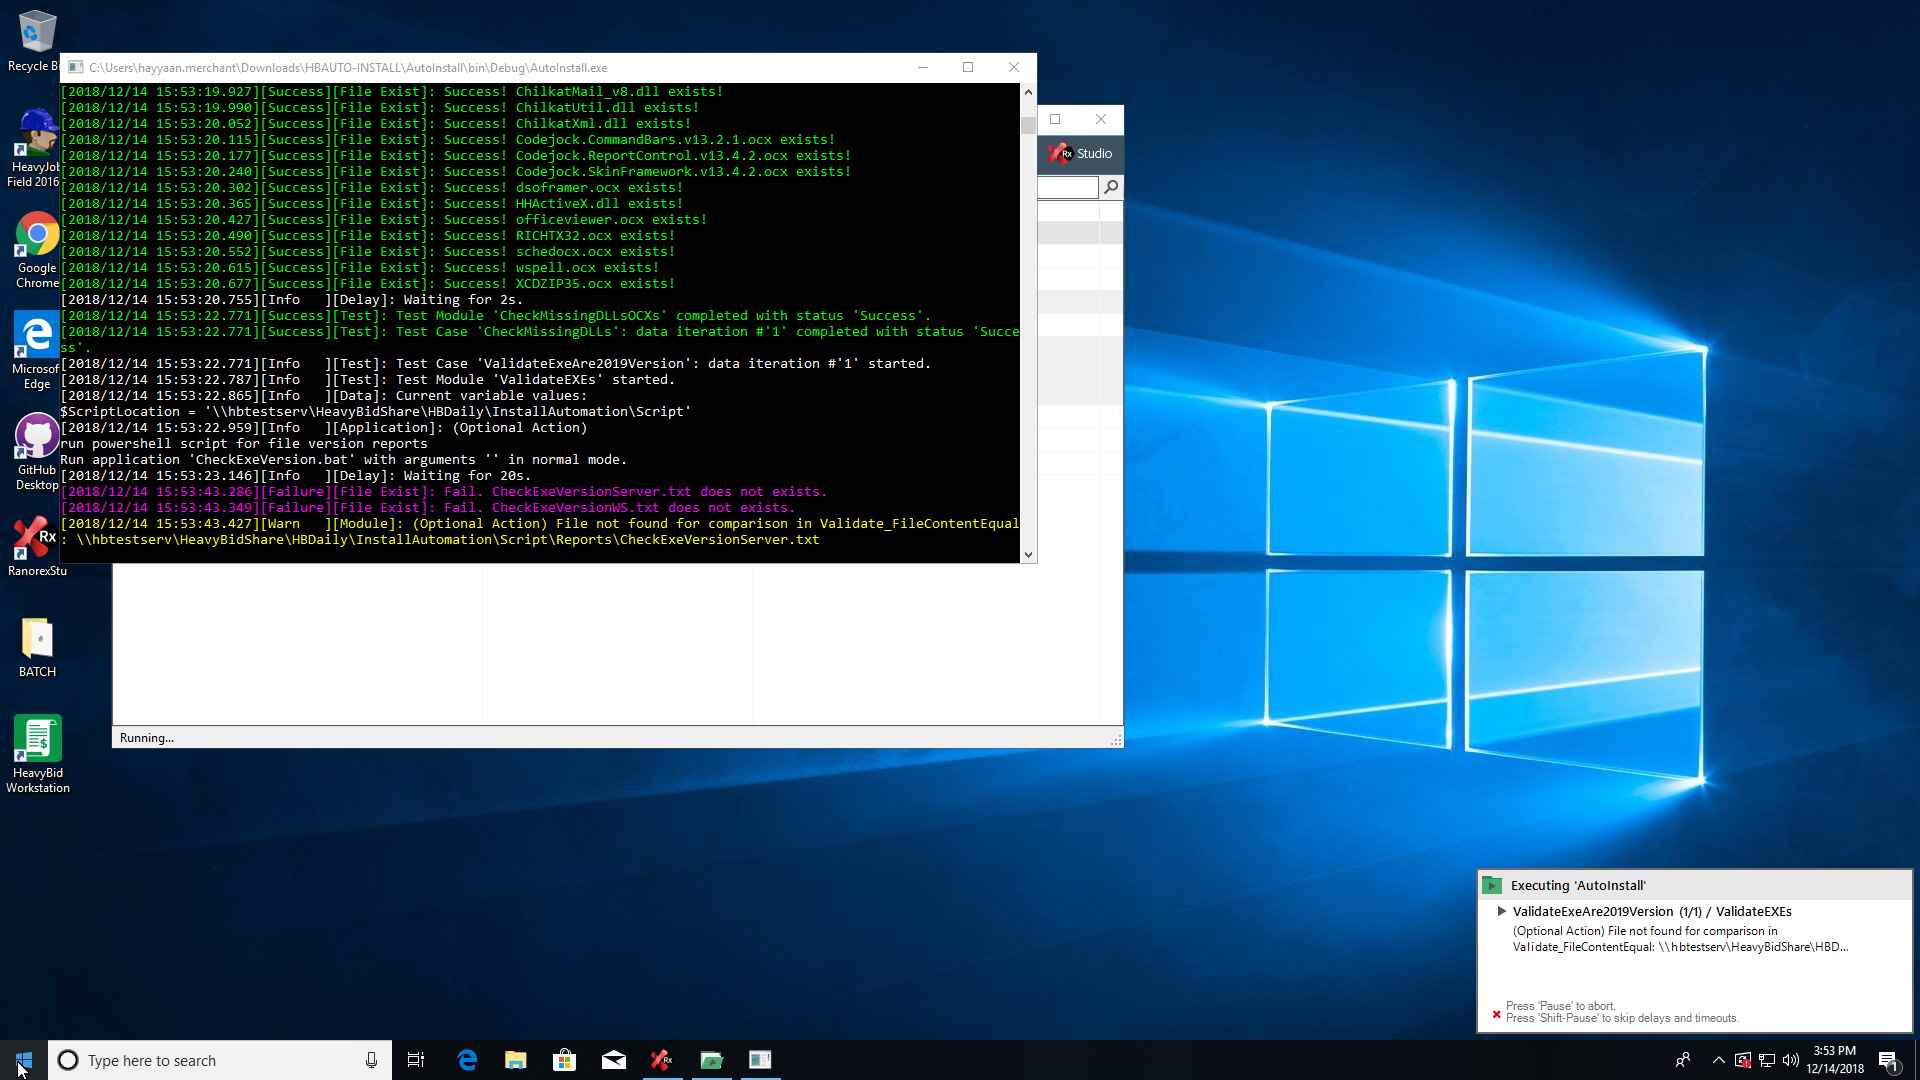 Recycle B
HeavyJob
Field 2016
Google
Chrome
Microsof
Edge
GitHub
Desktop
RanorexStu
BATCH
HeavyBid
Workstation
C:\Users\hayyaan.merchant\Downloads\HBAUTO-INSTALL\AutoInstall\bin\Debug\AutoInstall.exe
[2018/12/14 15:53:19.927][Success][File Exist]: Success! ChilkatMail_v8.dll exists!
[2018/12/14 15:53:19.990][Success][File Exist]: Success! ChilkatUtil.dll exists!
[2018/12/14 15:53:20.052][Success][File Exist]: Success! ChilkatXml.dll exists!
[2018/12/14 15:53:20.115][Success][File Exist]: Success! Codejock.CommandBars.v13.2.1.ocx exists!
[2018/12/14 15:53:20.177][Success][File Exist]: Success! Codejock.ReportControl.v13.4.2.ocx exists!
[2018/12/14 15:53:20.240][Success][File Exist]: Success! Codejock.SkinFramework.v13.4.2.ocx exists!
[2018/12/14 15:53:20.302][Success][File Exist]: Success! dsoframer.ocx exists!
[2018/12/14 15:53:20.365][Success][File Exist]: Success! HHActiveX.dll exists!
[2018/12/14 15:53:20.427][Success][File Exist]: Success! officeviewer.ocx exists!
[2018/12/14 15:53:20.490][Success][File Exist]: Success! RICHTX32.ocx exists!
[2018/12/14 15:53:20.552][Success][File Exist]: Success! schedocx.ocx exists!
[2018/12/14 15:53:20.615][Success][File Exist]: Success! wspell.ocx exists!
[2018/12/14 15:53:20.677][Success][File Exist]: Success! XCDZIP35.ocx exists!
[2018/12/14 15:53:20.755][Info   ][Delay]: Waiting for 2s.
[2018/12/14 15:53:22.771][Success][Test]: Test Module 'CheckMissingDLLsOCXs' completed with status 'Success'.
[2018/12/14 15:53:22.771][Success][Test]: Test Case 'CheckMissingDLLs': data iteration #'1' completed with status 'Succe
ss'.
[2018/12/14 15:53:22.771][Info   ][Test]: Test Case 'ValidateExeAre2019Version': data iteration #'1' started.
[2018/12/14 15:53:22.787][Info   ][Test]: Test Module 'ValidateEXEs' started.
[2018/12/14 15:53:22.865][Info   ][Data]: Current variable values:
$ScriptLocation = '\\hbtestserv\HeavyBidShare\HBDaily\InstallAutomation\Script'
[2018/12/14 15:53:22.959][Info   ][Application]: (Optional Action)
run powershell script for file version reports
Run application 'CheckExeVersion.bat' with arguments '' in normal mode.
[2018/12/14 15:53:23.146][Info   ][Delay]: Waiting for 20s.
[2018/12/14 15:53:43.286][Failure][File Exist]: Fail. CheckExeVersionServer.txt does not exists.
[2018/12/14 15:53:43.349][Failure][File Exist]: Fail. CheckExeVersionWS.txt does not exists.
[2018/12/14 15:53:43.427][Warn   ][Module]: (Optional Action) File not found for comparison in Validate_FileContentEqual
: \\hbtestserv\HeavyBidShare\HBDaily\InstallAutomation\Script\Reports\CheckExeVersionServer.txt
Rx Studio
Running...
Executing 'AutoInstall'
ValidateExeAre2019Version (1/1) / ValidateEXEs
(Optional Action) File not found for comparison in
Validate_FileContentEqual: \\hbtestserv\HeavyBidShare\HBD...
Press 'Pause' to abort.
Press 'Shift-Pause' to skip delays and timeouts.
Type here to search
3:53 PM
12/14/2018
1